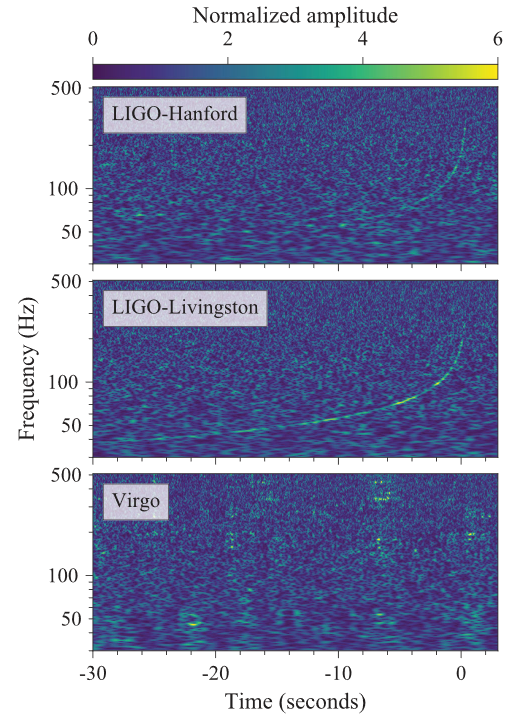 Normalized amplitude
0 2 4 6
500
LIGO-Hanford
100
50
500
LIGO-Livingston
100
50
Frequency (Hz)
500
Virgo
100
50
-30 -20 -10 0
Time (seconds)